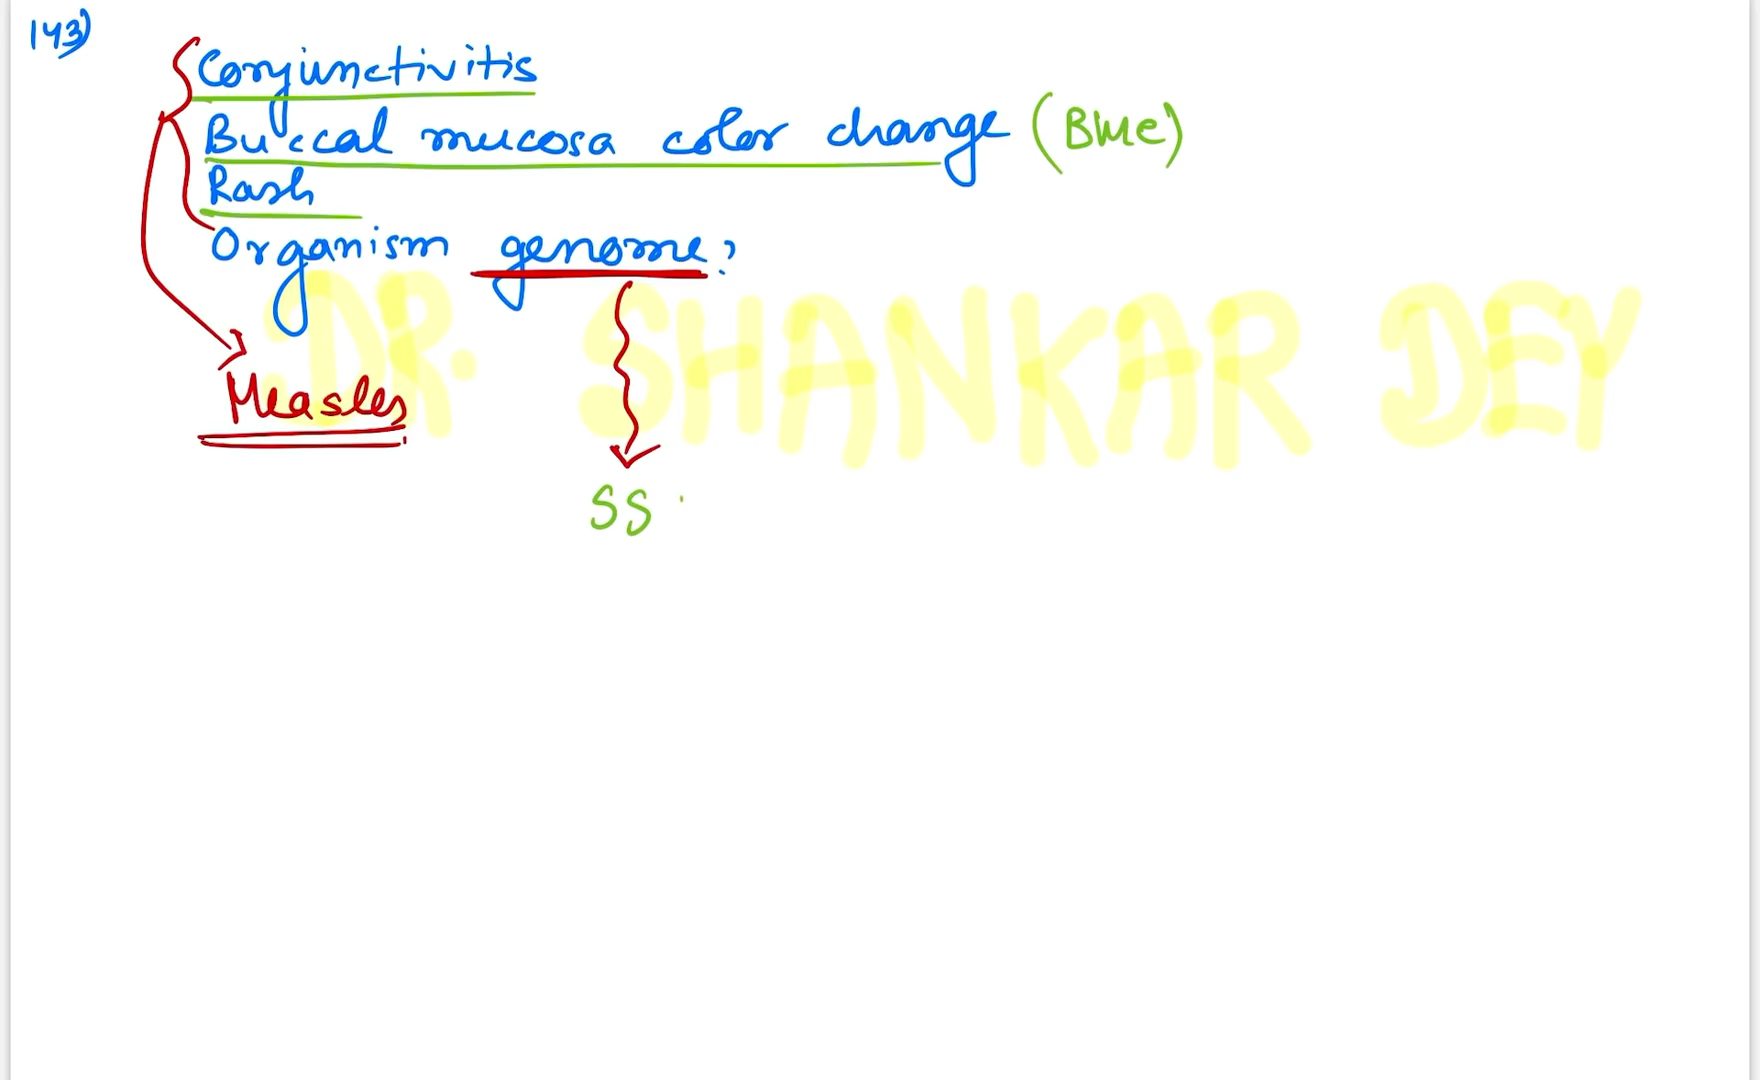 143)
Conjunctivitis
Buccal mucosa color change (Blue)
Rash
Organism genome?
DR. SHANKAR DEY
Measles
SS